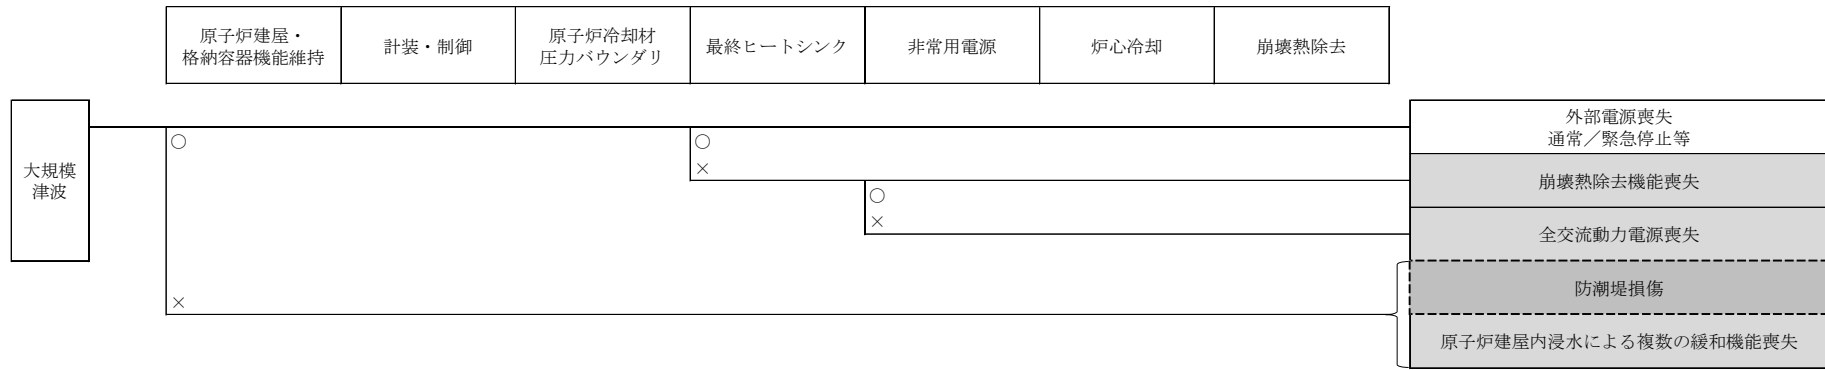 原子炉建屋・
格納容器機能維持
計装・制御
原子炉冷却材
圧力バウンダリ
最終ヒートシンク
非常用電源
炉心冷却
崩壊熱除去
大規模
津波
○
×
○
×
○
×
外部電源喪失
通常／緊急停止等
崩壊熱除去機能喪失
全交流動力電源喪失
防潮堤損傷
原子炉建屋内浸水による複数の緩和機能喪失